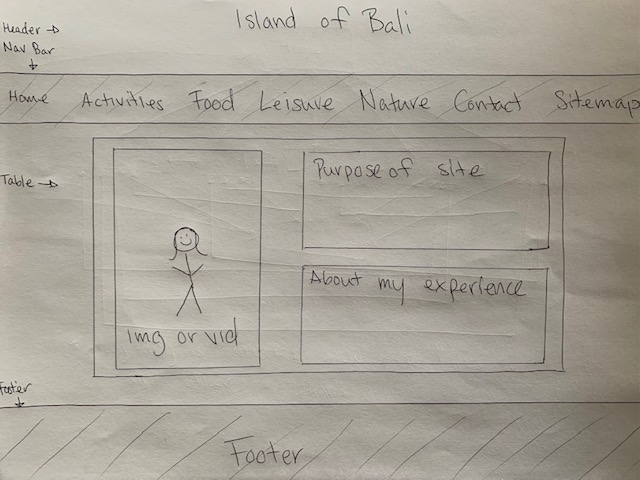 Island of Bali
Header →
Nav Bar
↓
Home Activities Food Leisure Nature Contact Sitemap
Table →
Purpose of site
About my experience
img or vid
Footer
↓
Footer